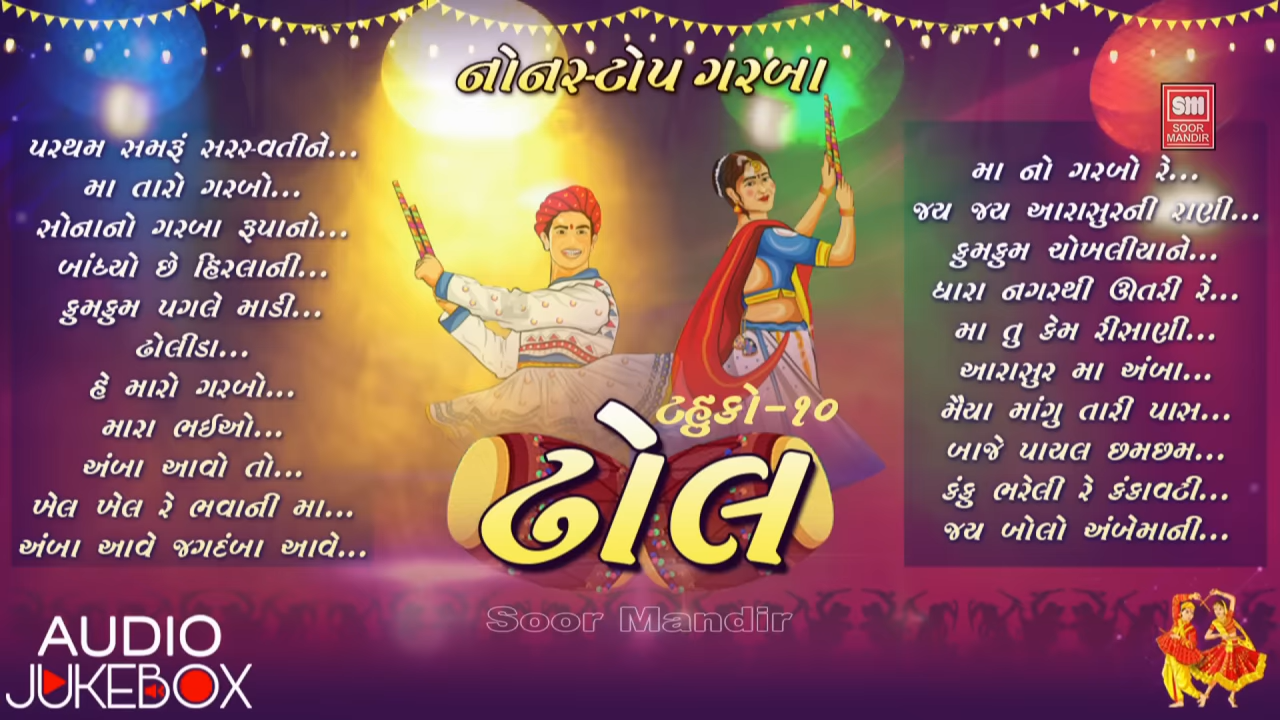 નોનસ્ટોપ ગરબા
SM
SOOR
MANDIR
પરથમ સમરૂં સરસ્વતીને...
મા તારો ગરબો...
સોનાનો ગરબા રૂપાનો...
બાંધ્યો છે હિરલાની...
કુમકુમ પગલે માડી...
ઢોલીડા...
હે મારો ગરબો...
મારા ભઈઓ...
અંબા આવો તો...
ખેલ ખેલ રે ભવાની મા...
અંબા આવે જગદંબા આવે...
મા નો ગરબો રે...
જય જય આરાસુરની રાણી...
કુમકુમ ચોખલીયાને...
ધારા નગરથી ઊતરી રે...
મા તુ કેમ રીસાણી...
આરાસુર મા અંબા...
મૈયા માંગુ તારી પાસ...
બાજે પાયલ છમછમ...
કંકુ ભરેલી રે કંકાવટી...
જય બોલો અંબેમાની...
ટહુકો-૧૦
ઢોલ
Soor Mandir
AUDIO
JUKEBOX